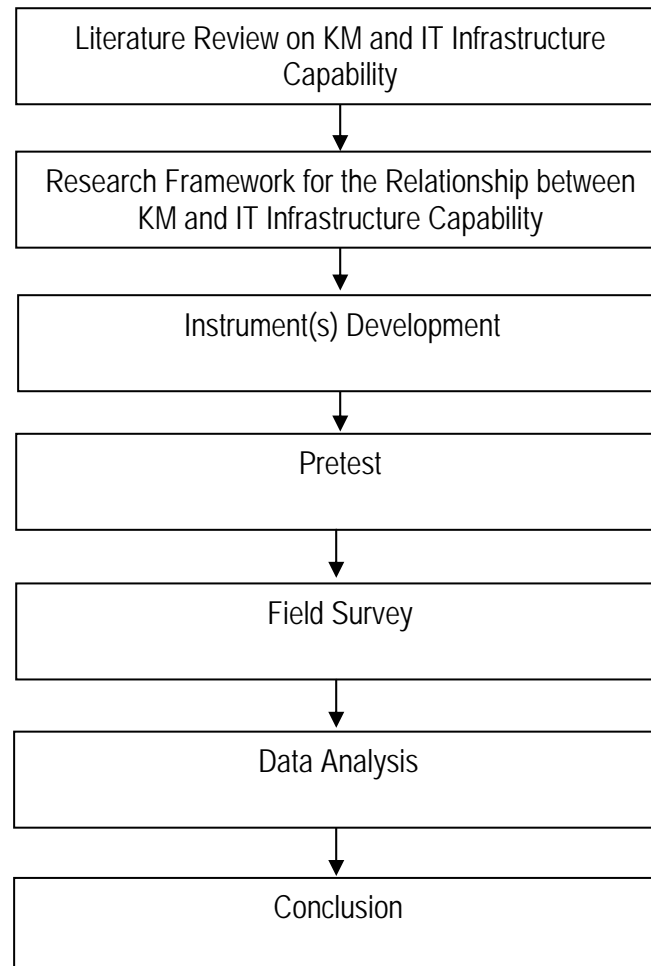 Literature Review on KM and IT Infrastructure
Capability
Research Framework for the Relationship between
KM and IT Infrastructure Capability
Instrument(s) Development
Pretest
Field Survey
Data Analysis
Conclusion